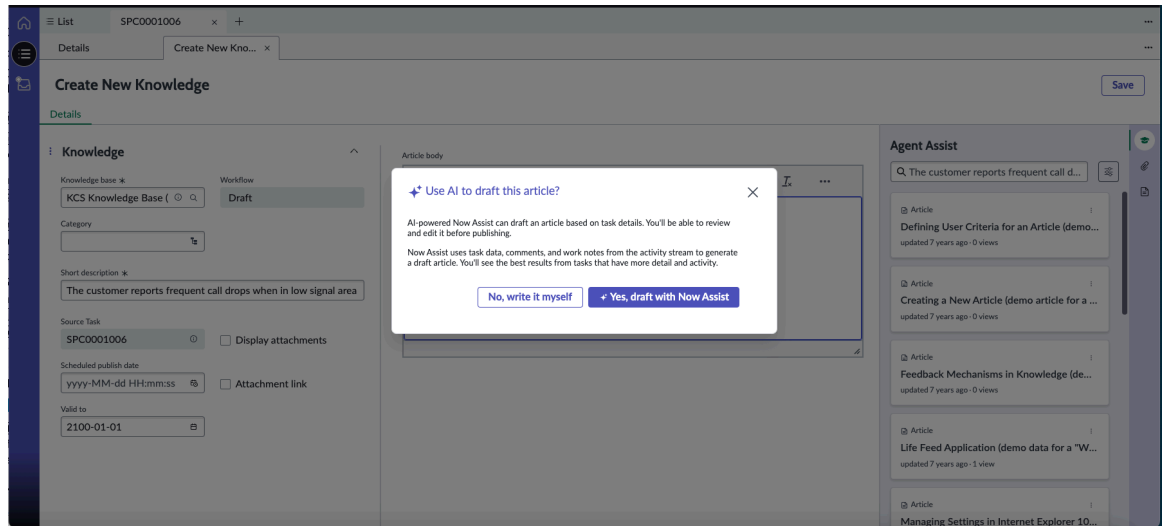 List
SPC0001006
Details
Create New Kno...
Create New Knowledge
Save
Details
Knowledge
Knowledge base
KCS Knowledge Base (
Workflow
Draft
Category
Short description
The customer reports frequent call drops when in low signal area
Source Task
SPC0001006
Display attachments
Scheduled publish date
yyyy-MM-dd HH:mm:ss
Attachment link
Valid to
2100-01-01
Article body
Use AI to draft this article?
AI-powered Now Assist can draft an article based on task details. You'll be able to review
and edit it before publishing.
Now Assist uses task data, comments, and work notes from the activity stream to generate
a draft article. You'll see the best results from tasks that have more detail and activity.
No, write it myself
Yes, draft with Now Assist
Agent Assist
The customer reports frequent call d...
Article
Defining User Criteria for an Article (demo...
updated 7 years ago · 0 views
Article
Creating a New Article (demo article for a ...
updated 7 years ago · 0 views
Article
Feedback Mechanisms in Knowledge (de...
updated 7 years ago · 0 views
Article
Life Feed Application (demo data for a "W...
updated 7 years ago · 1 view
Article
Managing Settings in Internet Explorer 10...